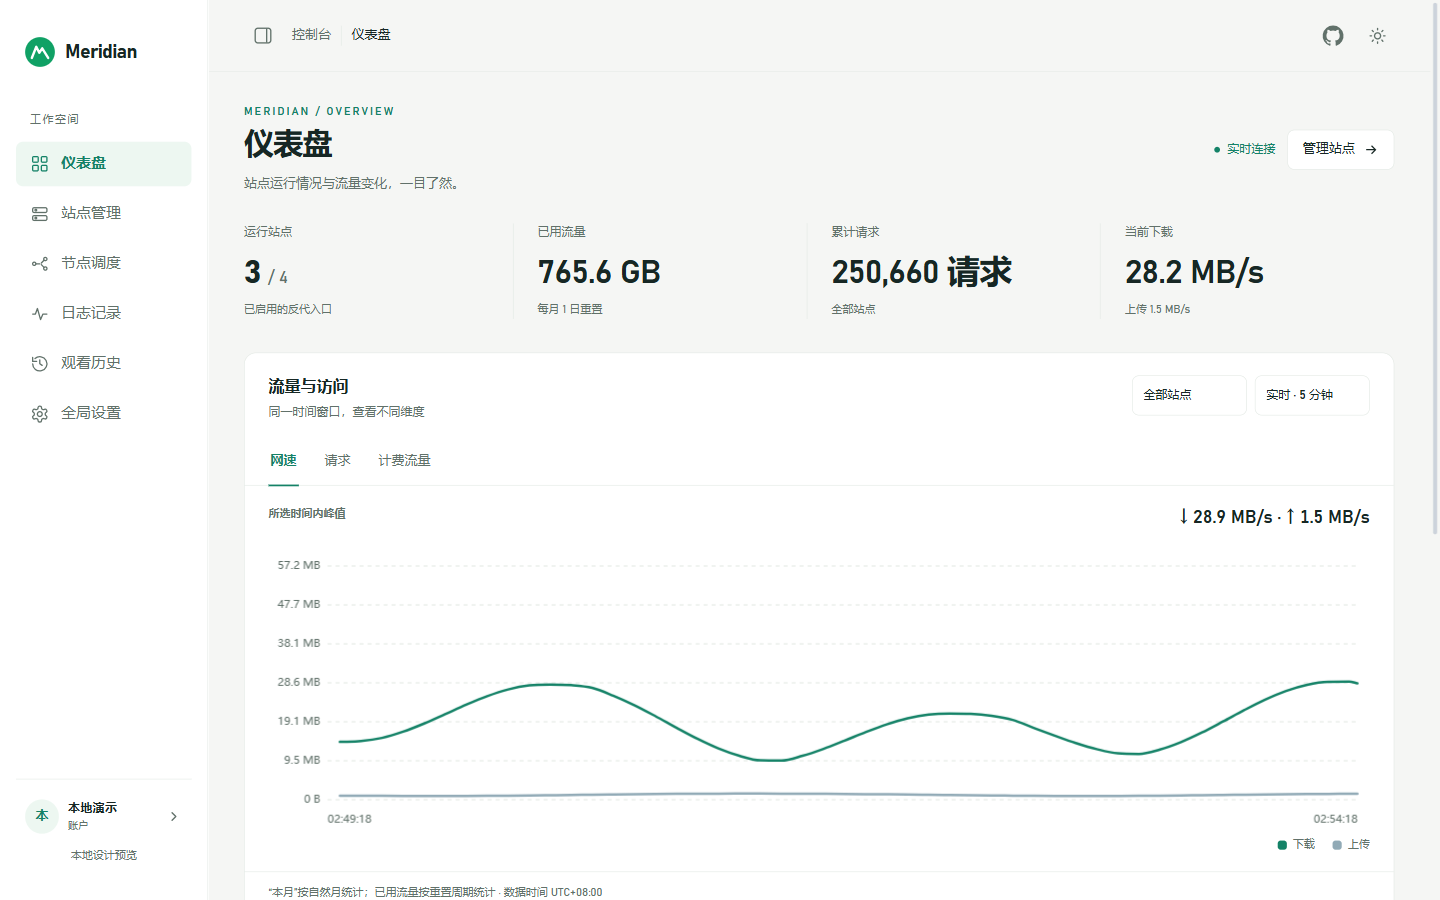 Meridian
工作空间
仪表盘
站点管理
节点调度
日志记录
观看历史
全局设置
本
本地演示
账户
本地设计预览
控制台
仪表盘
MERIDIAN / OVERVIEW
仪表盘
站点运行情况与流量变化，一目了然。
实时连接
管理站点
运行站点
3 / 4
已启用的反代入口
已用流量
765.6 GB
每月 1 日重置
累计请求
250,660 请求
全部站点
当前下载
28.2 MB/s
上传 1.5 MB/s
流量与访问
同一时间窗口，查看不同维度
全部站点
实时 · 5 分钟
网速
请求
计费流量
所选时间内峰值
↓ 28.9 MB/s · ↑ 1.5 MB/s
57.2 MB
47.7 MB
38.1 MB
28.6 MB
19.1 MB
9.5 MB
0 B
02:49:18
02:54:18
下载
上传
“本月”按自然月统计；已用流量按重置周期统计 · 数据时间 UTC+08:00